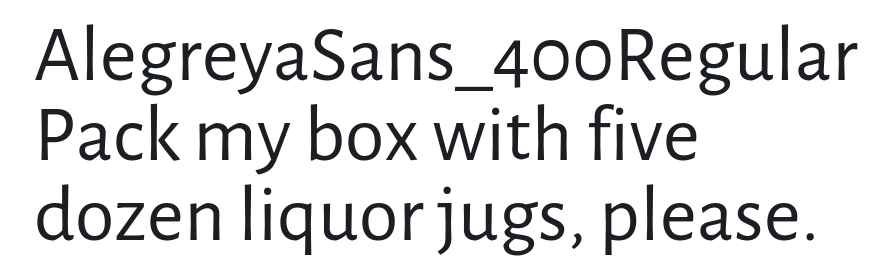 AlegreyaSans_400Regular
Pack my box with five
dozen liquor jugs, please.